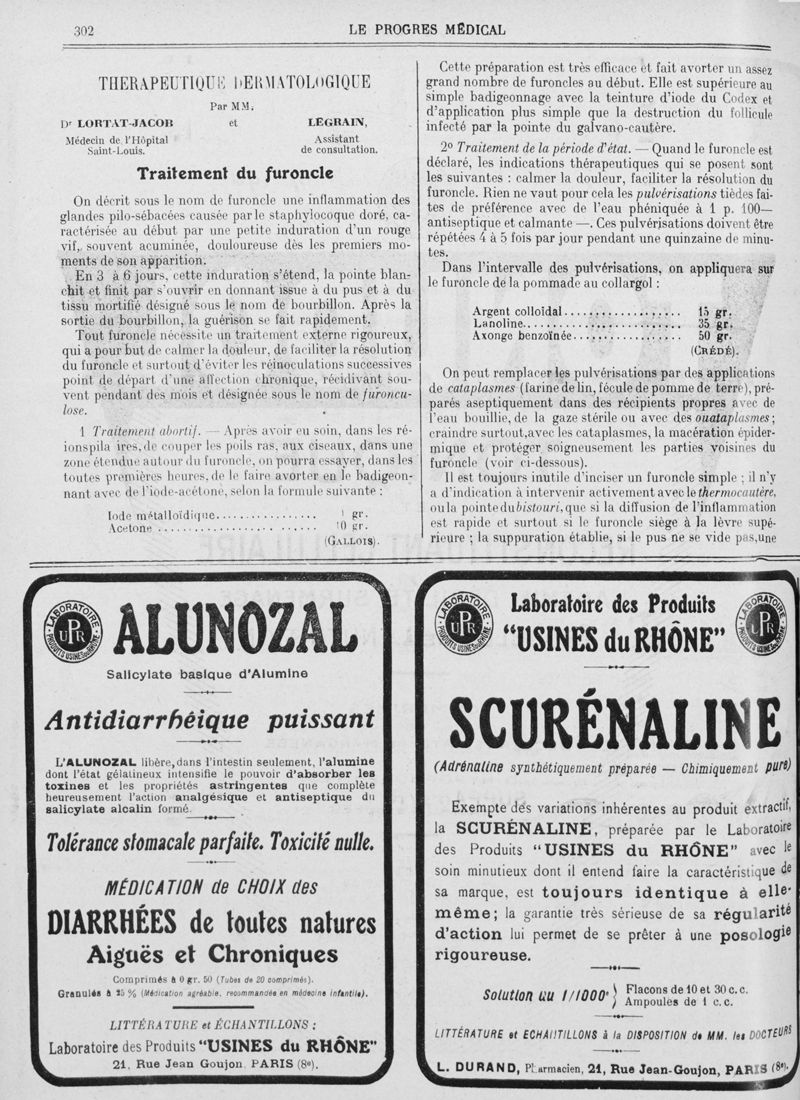 302
LE PROGRES MÉDICAL
THERAPEUTIQUE DERMATOLOGIQUE
Par MM.
Dr LORTAT-JACOB et LEGRAIN,
Médecin de l'Hôpital Assistant
Saint-Louis. de consultation.
Traitement du furoncle
On décrit sous le nom de furoncle une inflammation des
glandes pilo-sébacées causée par le staphylocoque doré, ca-
ractérisée au début par une petite induration d'un rouge
vif, souvent acuminée, douloureuse dès les premiers mo-
ments de son apparition.
En 3 à 6 jours, cette induration s'étend, la pointe blan-
chit et finit par s'ouvrir en donnant issue à du pus et à du
tissu mortifié désigné sous le nom de bourbillon. Après la
sortie du bourbillon, la guérison se fait rapidement.
Tout furoncle nécessite un traitement externe rigoureux,
qui a pour but de calmer la douleur, de faciliter la résolution
du furoncle et surtout d'éviter les réinoculations successives
point de départ d'une affection chronique, récidivant sou-
vent pendant des mois et désignée sous le nom de furoncu-
lose.
1 Traitement abortif. — Après avoir eu soin, dans les ré-
ionspila ires, de couper les poils ras, aux ciseaux, dans une
zone étendue autour du furoncle, on pourra essayer, dans les
toutes premières heures, de le faire avorter en le badigeon-
nant avec de l'iode-acétone, selon la formule suivante :
Iode métalloïdique................ 1 gr.
Acetone .......................... 10 gr.
(GALLOIS).
Cette préparation est très efficace et fait avorter un assez
grand nombre de furoncles au début. Elle est supérieure au
simple badigeonnage avec la teinture d'iode du Codex et
d'application plus simple que la destruction du follicule
infecté par la pointe du galvano-cautère.
2º Traitement de la période d'état. — Quand le furoncle est
déclaré, les indications thérapeutiques qui se posent sont
les suivantes : calmer la douleur, faciliter la résolution du
furoncle. Rien ne vaut pour cela les pulvérisations tièdes fai-
tes de préférence avec de l'eau phéniquée à 1 p. 100—
antiseptique et calmante —. Ces pulvérisations doivent être
répétées 4 à 5 fois par jour pendant une quinzaine de minu-
tes.
Dans l'intervalle des pulvérisations, on appliquera sur
le furoncle de la pommade au collargol :
Argent colloïdal..................... 15 gr.
Lanoline............................. 35 gr.
Axonge benzoïnée................... 50 gr.
(CRÉDÉ).
On peut remplacer les pulvérisations par des applications
de cataplasmes (farine de lin, fécule de pomme de terre), pré-
parés aseptiquement dans des récipients propres avec de
l'eau bouillie, de la gaze stérile ou avec des ouataplasmes ;
craindre surtout, avec les cataplasmes, la macération épider-
mique et protéger soigneusement les parties voisines du
furoncle (voir ci-dessous).
Il est toujours inutile d'inciser un furoncle simple ; il n'y
a d'indication à intervenir activement avec le thermocautère,
ou la pointe du bistouri, que si la diffusion de l'inflammation
est rapide et surtout si le furoncle siège à la lèvre supé-
rieure ; la suppuration établie, si le pus ne se vide pas, une
LABORATOIRE
UPR
PRODUITS USINES du RHÔNE
ALUNOZAL
Salicylate basique d'Alumine
Antidiarrhéique puissant
L'ALUNOZAL libère, dans l'intestin seulement, l'alumine
dont l'état gélatineux intensifie le pouvoir d'absorber les
toxines et les propriétés astringentes que complète
heureusement l'action analgésique et antiseptique du
salicylate alcalin formé.
Tolérance stomacale parfaite. Toxicité nulle.
MÉDICATION de CHOIX des
DIARRHÉES de toutes natures
Aiguës et Chroniques
Comprimés à 0 gr. 50 (Tubes de 20 comprimés).
Granulés à 25 % (Médication agréable, recommandée en médecine infantile).
LITTÉRATURE et ÉCHANTILLONS :
Laboratoire des Produits "USINES du RHÔNE"
21, Rue Jean Goujon, PARIS (8e).
LABORATOIRE
UPR
PRODUITS USINES du RHÔNE
Laboratoire des Produits
"USINES du RHÔNE"
LABORATOIRE
UPR
PRODUITS USINES du RHÔNE
SCURÉNALINE
(Adrénaline synthétiquement préparée — Chimiquement pure)
Exempte des variations inhérentes au produit extractif,
la SCURÉNALINE, préparée par le Laboratoire
des Produits "USINES du RHÔNE" avec le
soin minutieux dont il entend faire la caractéristique de
sa marque, est toujours identique à elle-
même; la garantie très sérieuse de sa régularité
d'action lui permet de se prêter à une posologie
rigoureuse.
Solution au 1/1000e } Flacons de 10 et 30 c.c.
Ampoules de 1 c.c.
LITTÉRATURE et ECHANTILLONS à la DISPOSITION de MM. les DOCTEURS
L. DURAND, Pharmacien, 21, Rue Jean-Goujon, PARIS (8e).